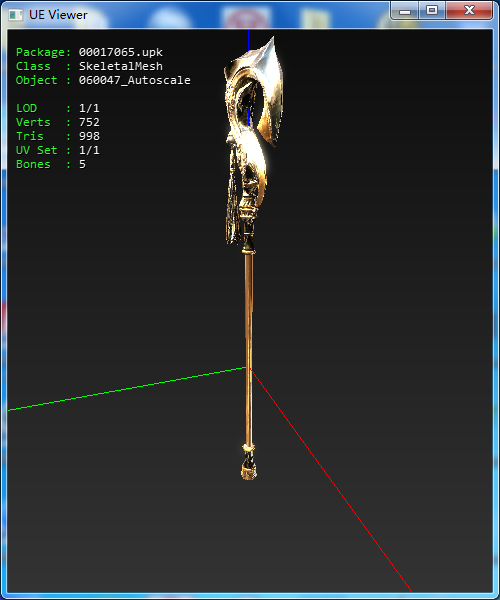 UE Viewer
Package: 00017065.upk
Class : SkeletalMesh
Object : 060047_Autoscale
LOD : 1/1
Verts : 752
Tris : 998
UV Set : 1/1
Bones : 5